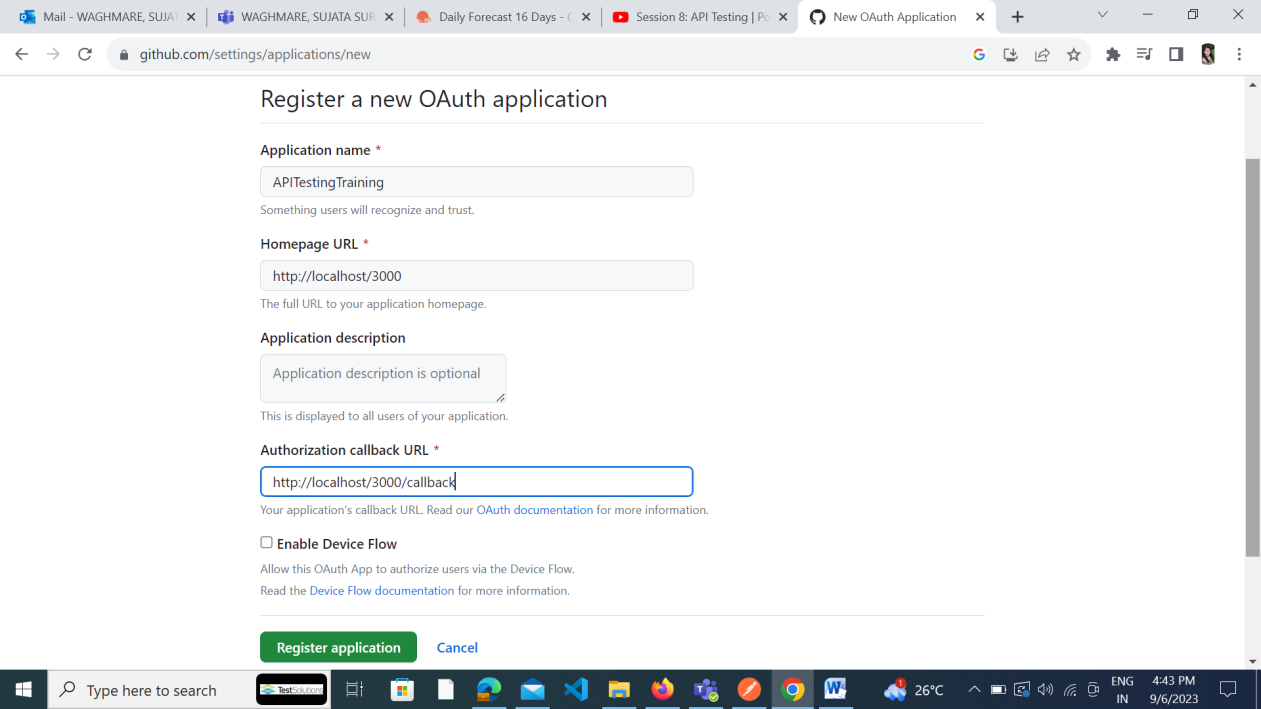 Mail - WAGHMARE, SUJAT
WAGHMARE, SUJATA SUR
Daily Forecast 16 Days -
Session 8: API Testing | Po
New OAuth Application
github.com/settings/applications/new
Register a new OAuth application
Application name *
APITestingTraining
Something users will recognize and trust.
Homepage URL *
http://localhost/3000
The full URL to your application homepage.
Application description
Application description is optional
This is displayed to all users of your application.
Authorization callback URL *
http://localhost/3000/callback
Your application's callback URL. Read our OAuth documentation for more information.
Enable Device Flow
Allow this OAuth App to authorize users via the Device Flow.
Read the Device Flow documentation for more information.
Register application
Cancel
Type here to search
TestSolutions
1
26°C
ENG
IN
4:43 PM
9/6/2023